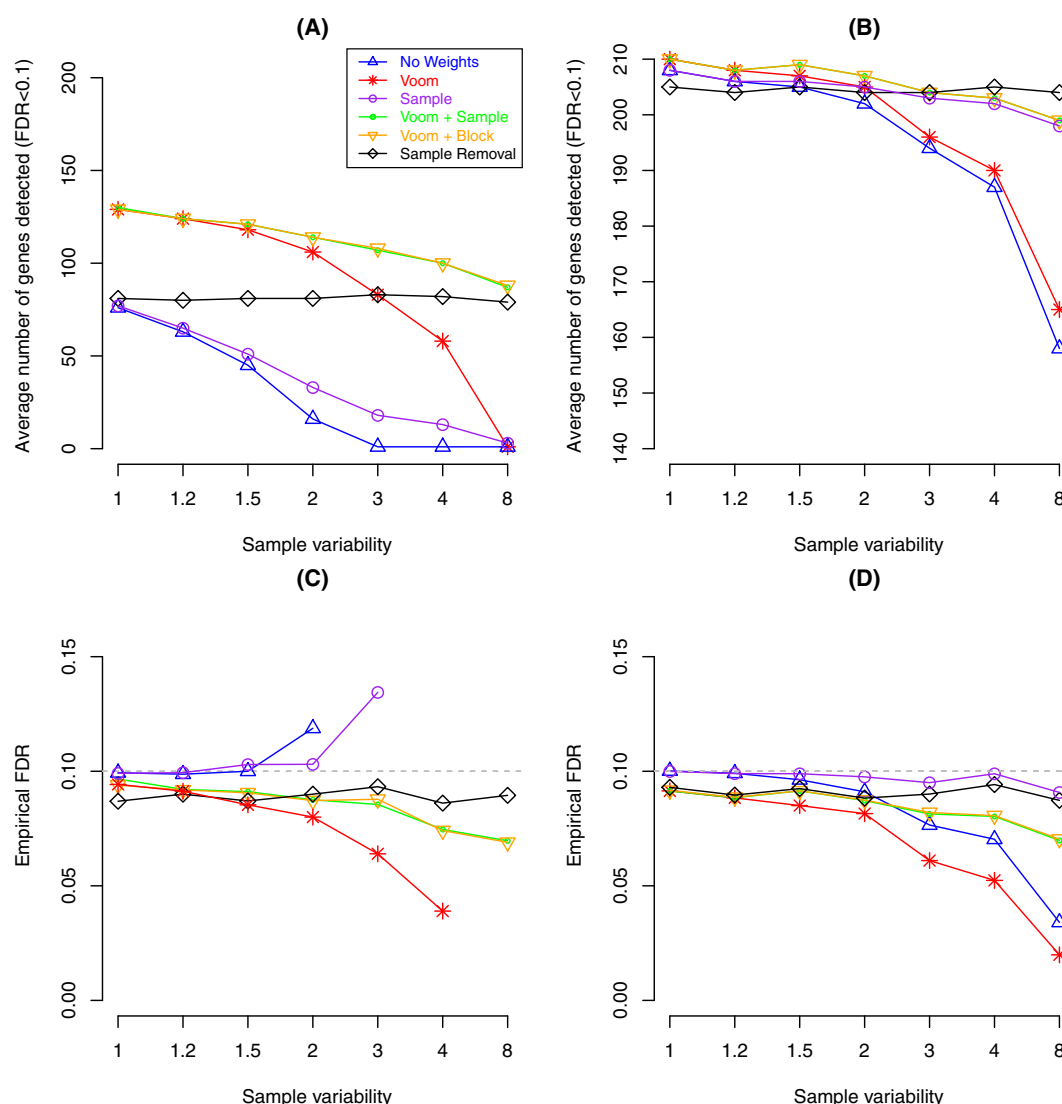 (A)
No Weights
Voom
Sample
Voom + Sample
Voom + Block
Sample Removal
Average number of genes detected (FDR<0.1)
0 50 100 150 200
1 1.2 1.5 2 3 4 8
Sample variability
(B)
Average number of genes detected (FDR<0.1)
140 150 160 170 180 190 200 210
1 1.2 1.5 2 3 4 8
Sample variability
(C)
Empirical FDR
0.00 0.05 0.10 0.15
1 1.2 1.5 2 3 4 8
Sample variability
(D)
Empirical FDR
0.00 0.05 0.10 0.15
1 1.2 1.5 2 3 4 8
Sample variability